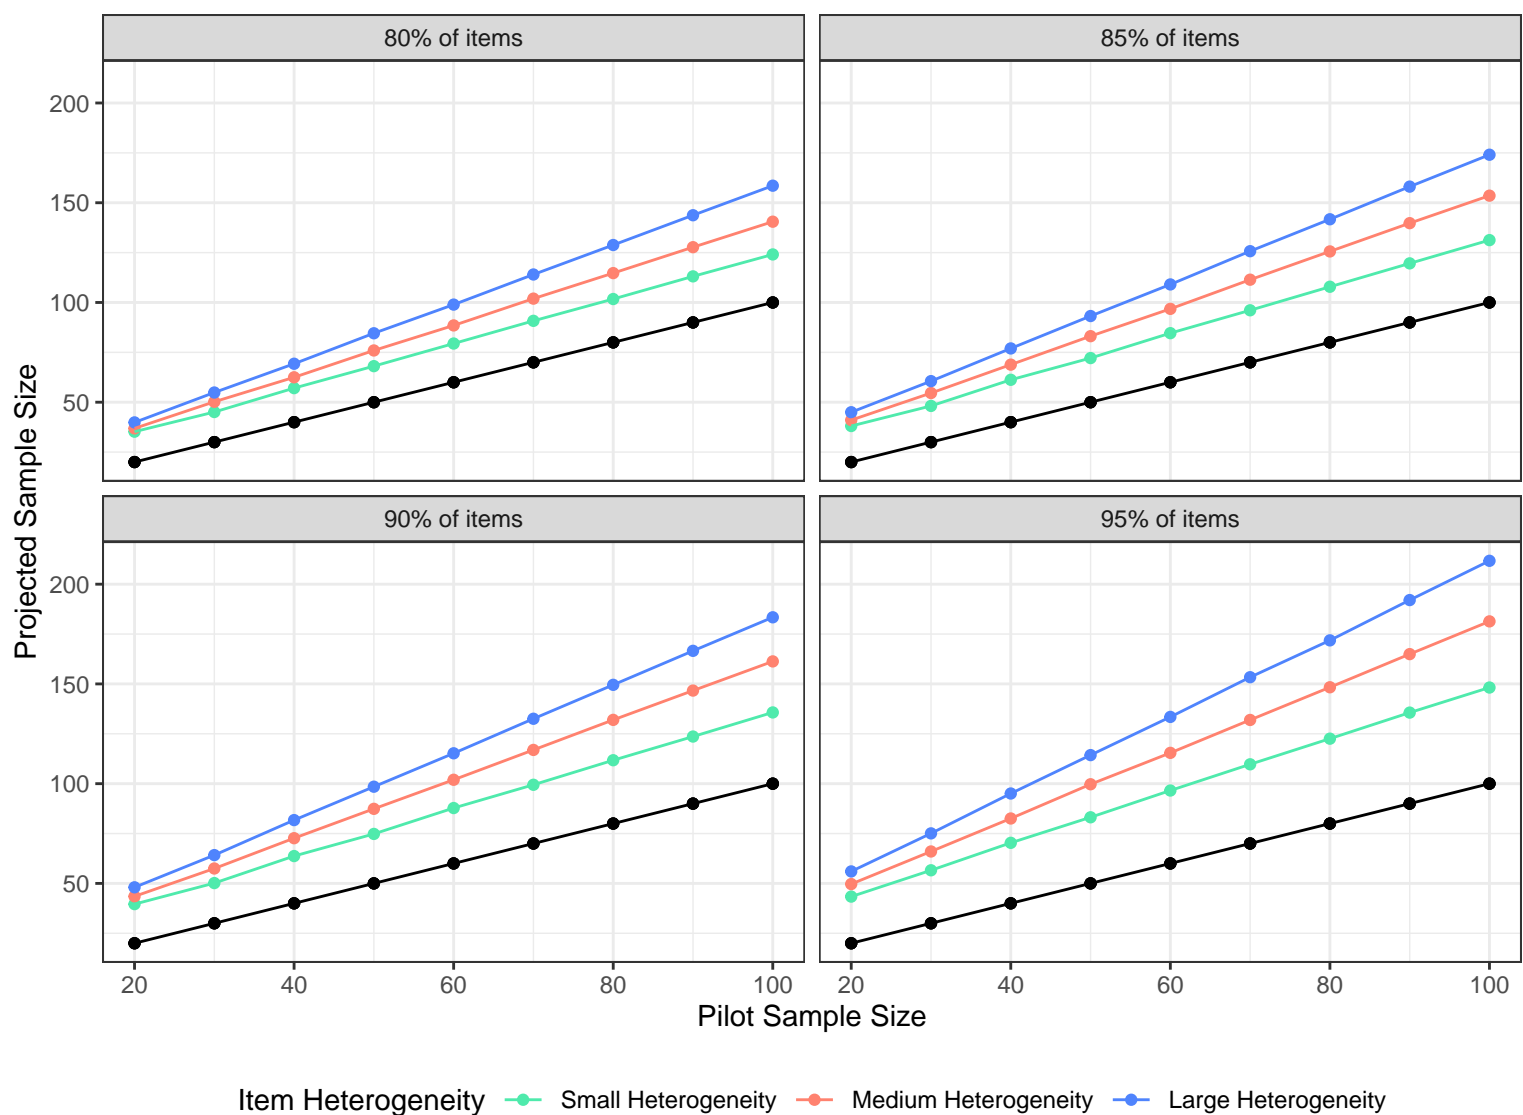 80% of items
85% of items
200
150
100
50
90% of items
95% of items
200
150
100
50
20 40 60 80 100 20 40 60 80 100
Projected Sample Size
Pilot Sample Size
Item Heterogeneity Small Heterogeneity Medium Heterogeneity Large Heterogeneity